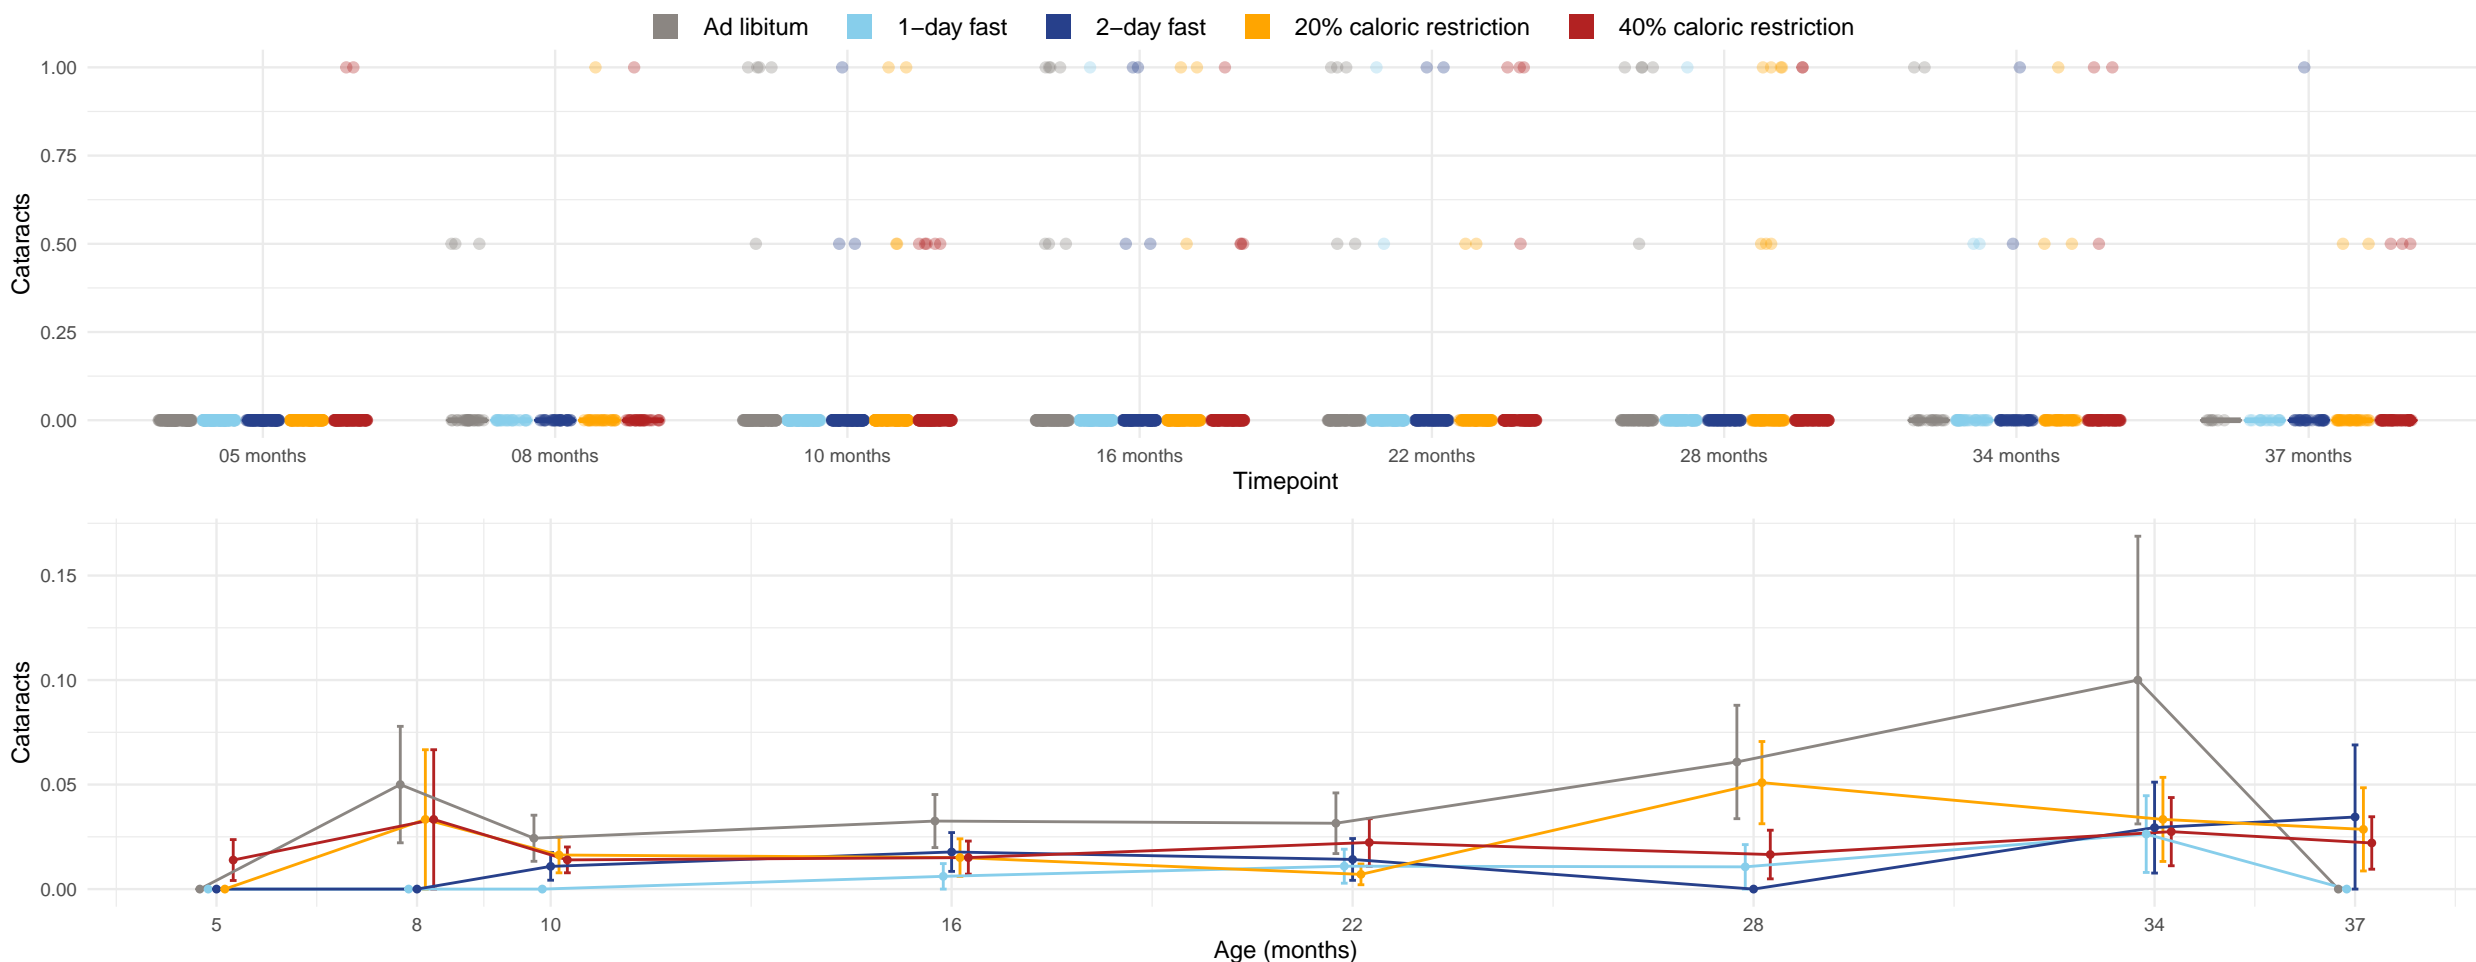 Ad libitum 1−day fast 2−day fast 20% caloric restriction 40% caloric restriction
1.00
0.75
0.50
0.25
0.00
Cataracts
05 months 08 months 10 months 16 months 22 months 28 months 34 months 37 months
Timepoint
0.15
0.10
0.05
0.00
Cataracts
5 8 10 16 22 28 34 37
Age (months)